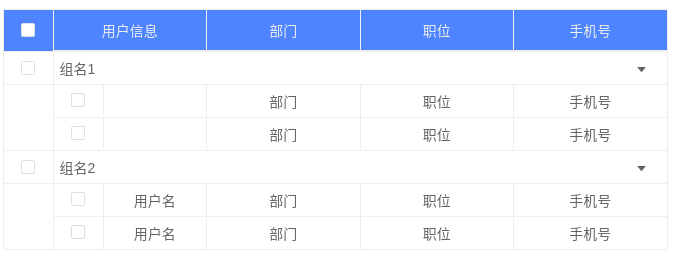 用户信息 部门 职位 手机号
组名1
部门 职位 手机号
部门 职位 手机号
组名2
用户名 部门 职位 手机号
用户名 部门 职位 手机号